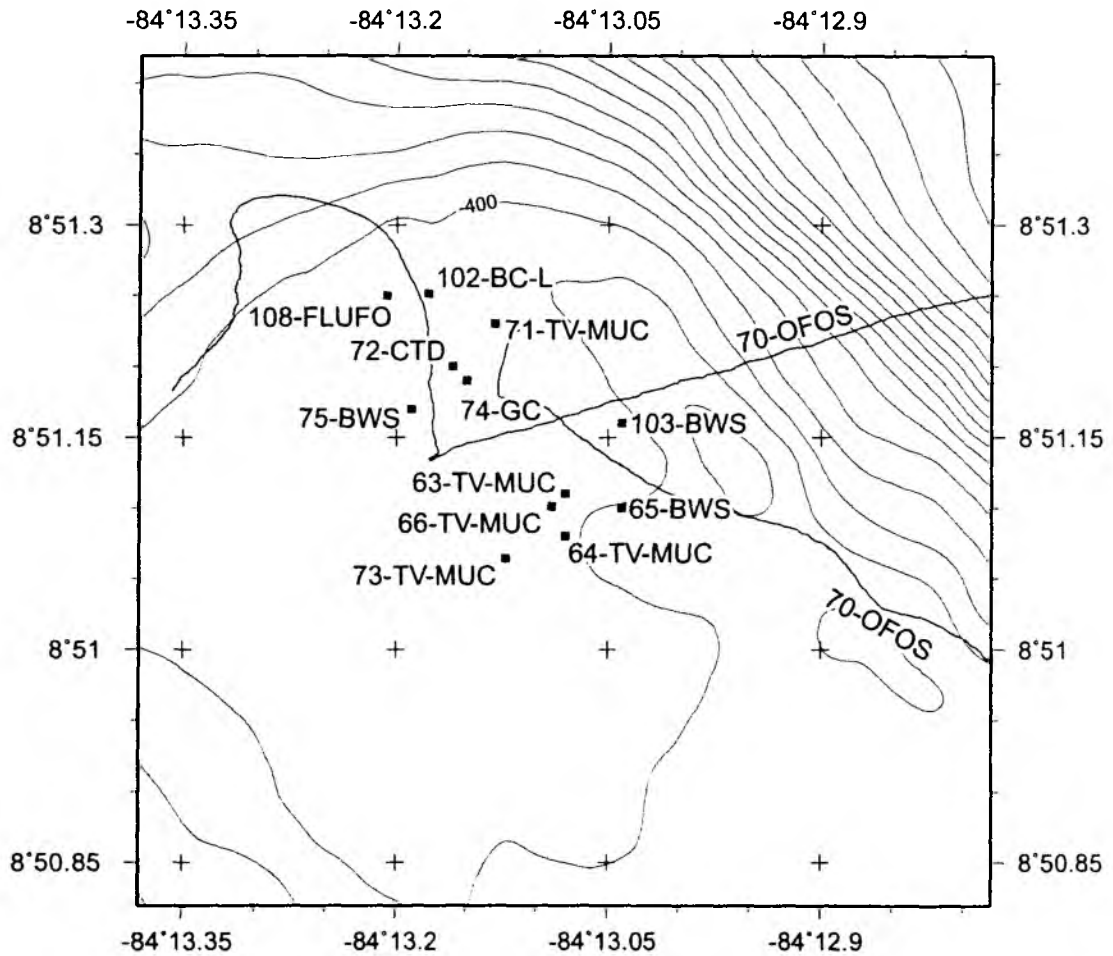 -84°13.35 -84°13.2 -84°13.05 -84°12.9
400
8°51.3 8°51.3
102-BC-L
108-FLUFO
71-TV-MUC
70-OFOS
72-CTD
74-GC
75-BWS
103-BWS
8°51.15 8°51.15
63-TV-MUC
65-BWS
66-TV-MUC
64-TV-MUC
73-TV-MUC
70-OFOS
8°51 8°51
8°50.85 8°50.85
-84°13.35 -84°13.2 -84°13.05 -84°12.9